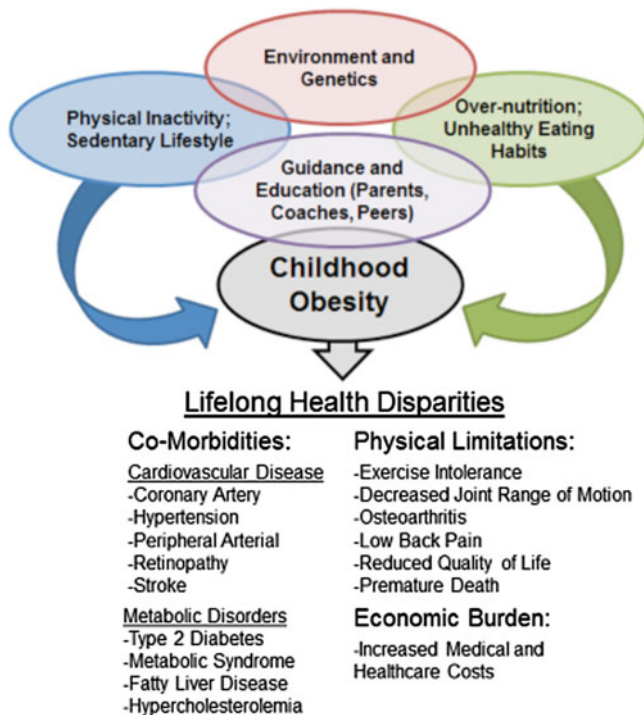 Environment and
Genetics
Physical Inactivity;
Sedentary Lifestyle
Over-nutrition;
Unhealthy Eating
Habits
Guidance and
Education (Parents,
Coaches, Peers)
Childhood
Obesity
Lifelong Health Disparities
Co-Morbidities:
Cardiovascular Disease
-Coronary Artery
-Hypertension
-Peripheral Arterial
-Retinopathy
-Stroke
Metabolic Disorders
-Type 2 Diabetes
-Metabolic Syndrome
-Fatty Liver Disease
-Hypercholesterolemia
Physical Limitations:
-Exercise Intolerance
-Decreased Joint Range of Motion
-Osteoarthritis
-Low Back Pain
-Reduced Quality of Life
-Premature Death
Economic Burden:
-Increased Medical and
Healthcare Costs